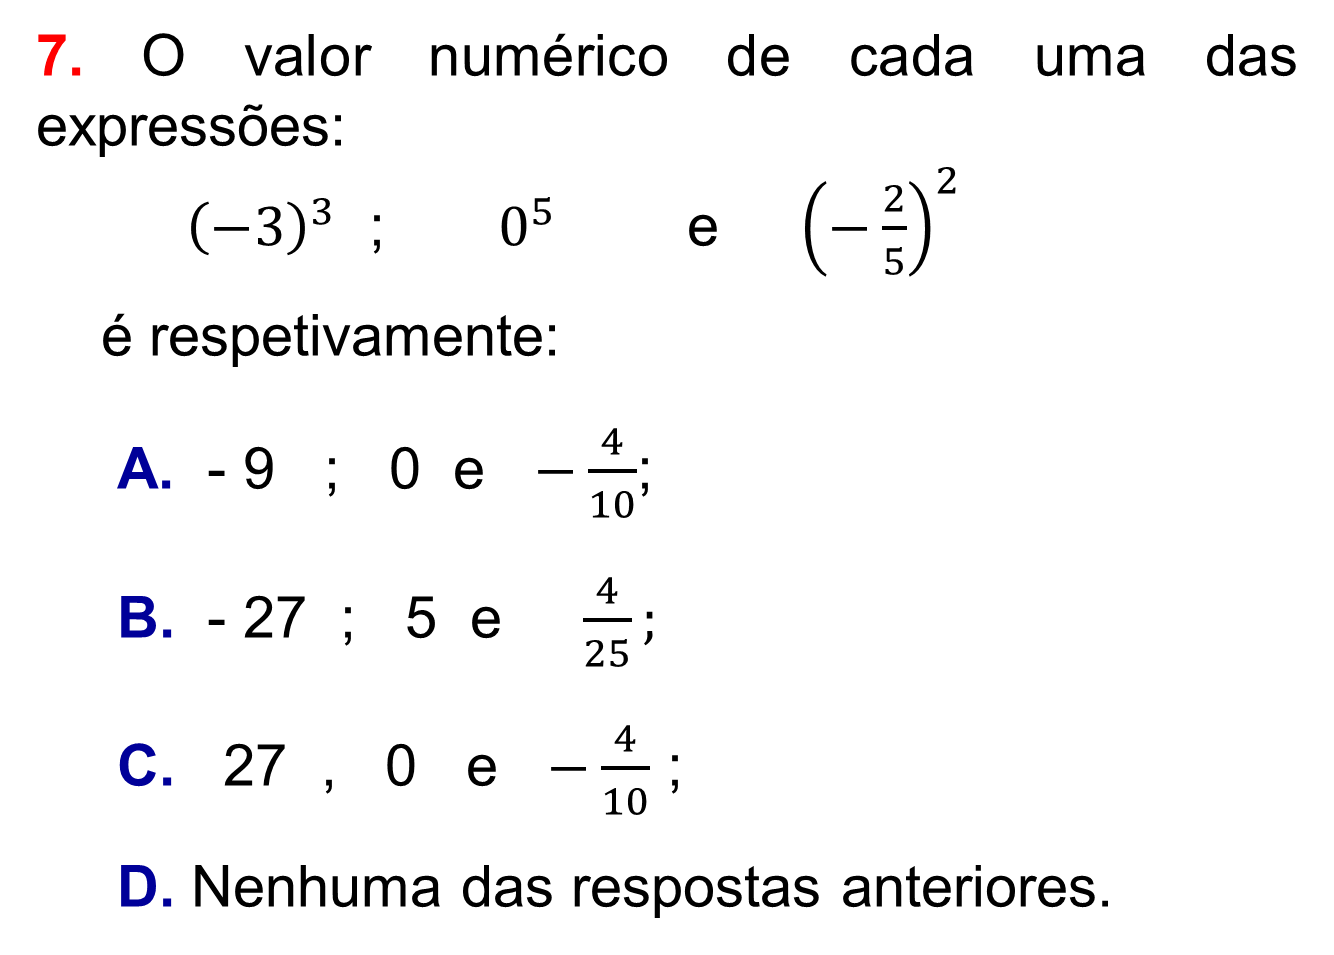 7. O valor numérico de cada uma das
expressões:
(−3)³ ; 0⁵ e (−2/5)²
é respetivamente:
A. - 9 ; 0 e −4/10;
B. - 27 ; 5 e 4/25 ;
C. 27 , 0 e −4/10 ;
D. Nenhuma das respostas anteriores.